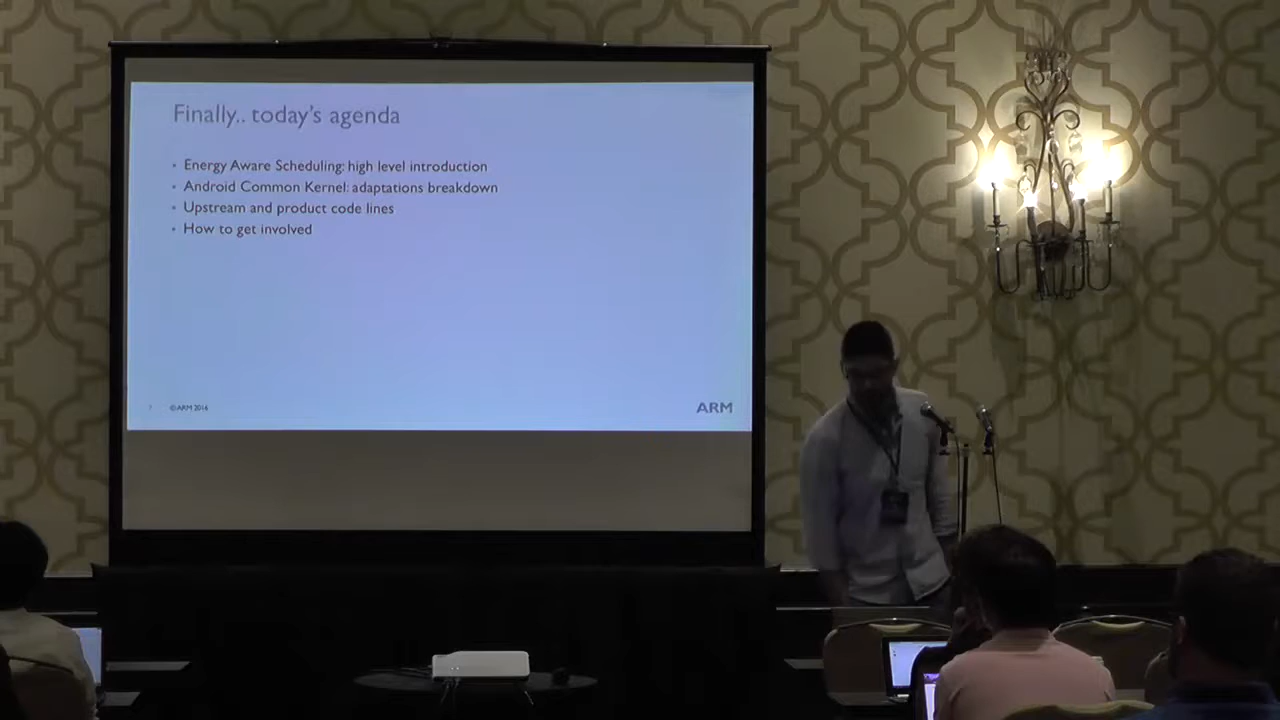 Finally.. today's agenda
• Energy Aware Scheduling: high level introduction
• Android Common Kernel: adaptations breakdown
• Upstream and product code lines
• How to get involved
7 ©ARM 2016
ARM